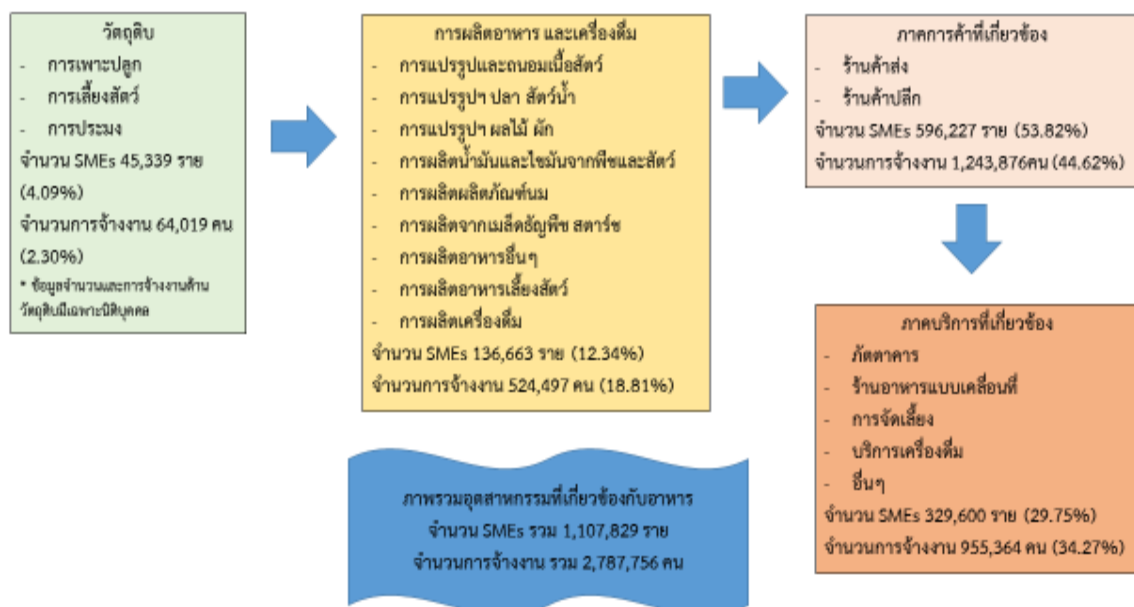 วัตถุดิบ
- การเพาะปลูก
- การเลี้ยงสัตว์
- การประมง
จำนวน SMEs 45,339 ราย
(4.09%)
จำนวนการจ้างงาน 64,019 คน
(2.30%)
* ข้อมูลจำนวนและการจ้างงานด้าน
วัตถุดิบมีเฉพาะนิติบุคคล
การผลิตอาหาร และเครื่องดื่ม
- การแปรรูปและถนอมเนื้อสัตว์
- การแปรรูปฯ ปลา สัตว์น้ำ
- การแปรรูปฯ ผลไม้ ผัก
- การผลิตน้ำมันและไขมันจากพืชและสัตว์
- การผลิตผลิตภัณฑ์นม
- การผลิตจากเมล็ดธัญพืช สตาร์ช
- การผลิตอาหารอื่นๆ
- การผลิตอาหารเลี้ยงสัตว์
- การผลิตเครื่องดื่ม
จำนวน SMEs 136,663 ราย (12.34%)
จำนวนการจ้างงาน 524,497 คน (18.81%)
ภาคการค้าที่เกี่ยวข้อง
- ร้านค้าส่ง
- ร้านค้าปลีก
จำนวน SMEs 596,227 ราย (53.82%)
จำนวนการจ้างงาน 1,243,876คน (44.62%)
ภาคบริการที่เกี่ยวข้อง
- ภัตตาคาร
- ร้านอาหารแบบเคลื่อนที่
- การจัดเลี้ยง
- บริการเครื่องดื่ม
- อื่นๆ
จำนวน SMEs 329,600 ราย (29.75%)
จำนวนการจ้างงาน 955,364 คน (34.27%)
ภาพรวมอุตสาหกรรมที่เกี่ยวข้องกับอาหาร
จำนวน SMEs รวม 1,107,829 ราย
จำนวนการจ้างงาน รวม 2,787,756 คน